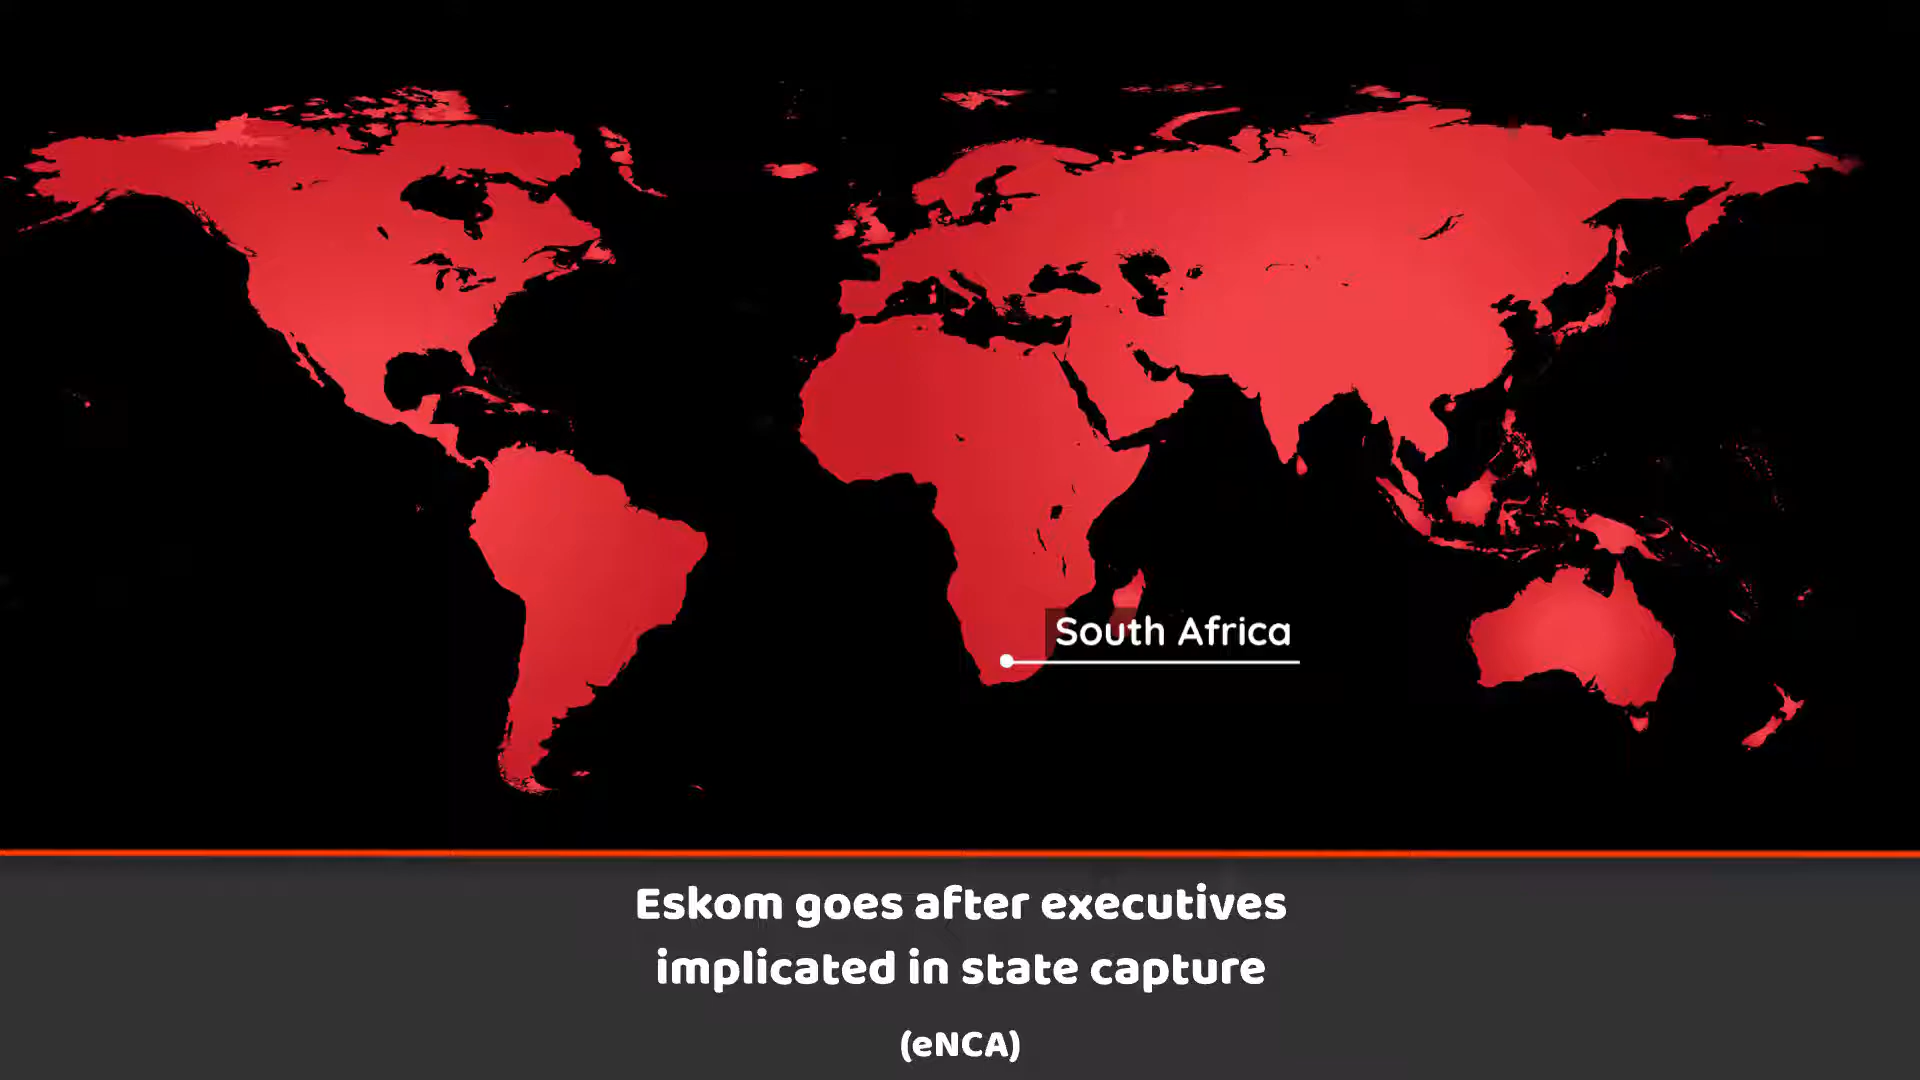 South Africa
Eskom goes after executives
implicated in state capture
(eNCA)